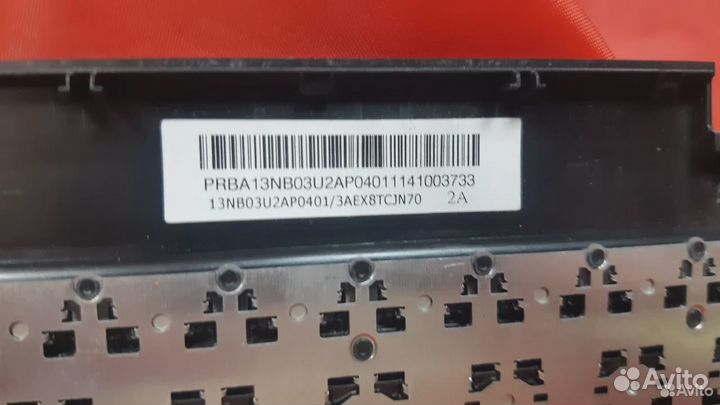 PRBA13NB03U2AP04011141003733
13NB03U2AP0401/3AEX8TCJN70 2A
Avito